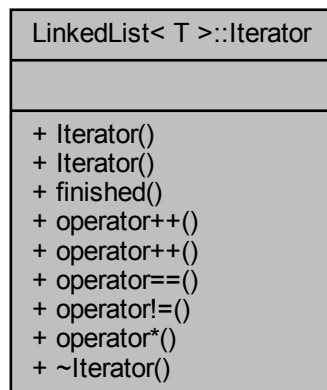 LinkedList< T >::Iterator
+ Iterator()
+ Iterator()
+ finished()
+ operator++()
+ operator++()
+ operator==()
+ operator!=()
+ operator*()
+ ~Iterator()